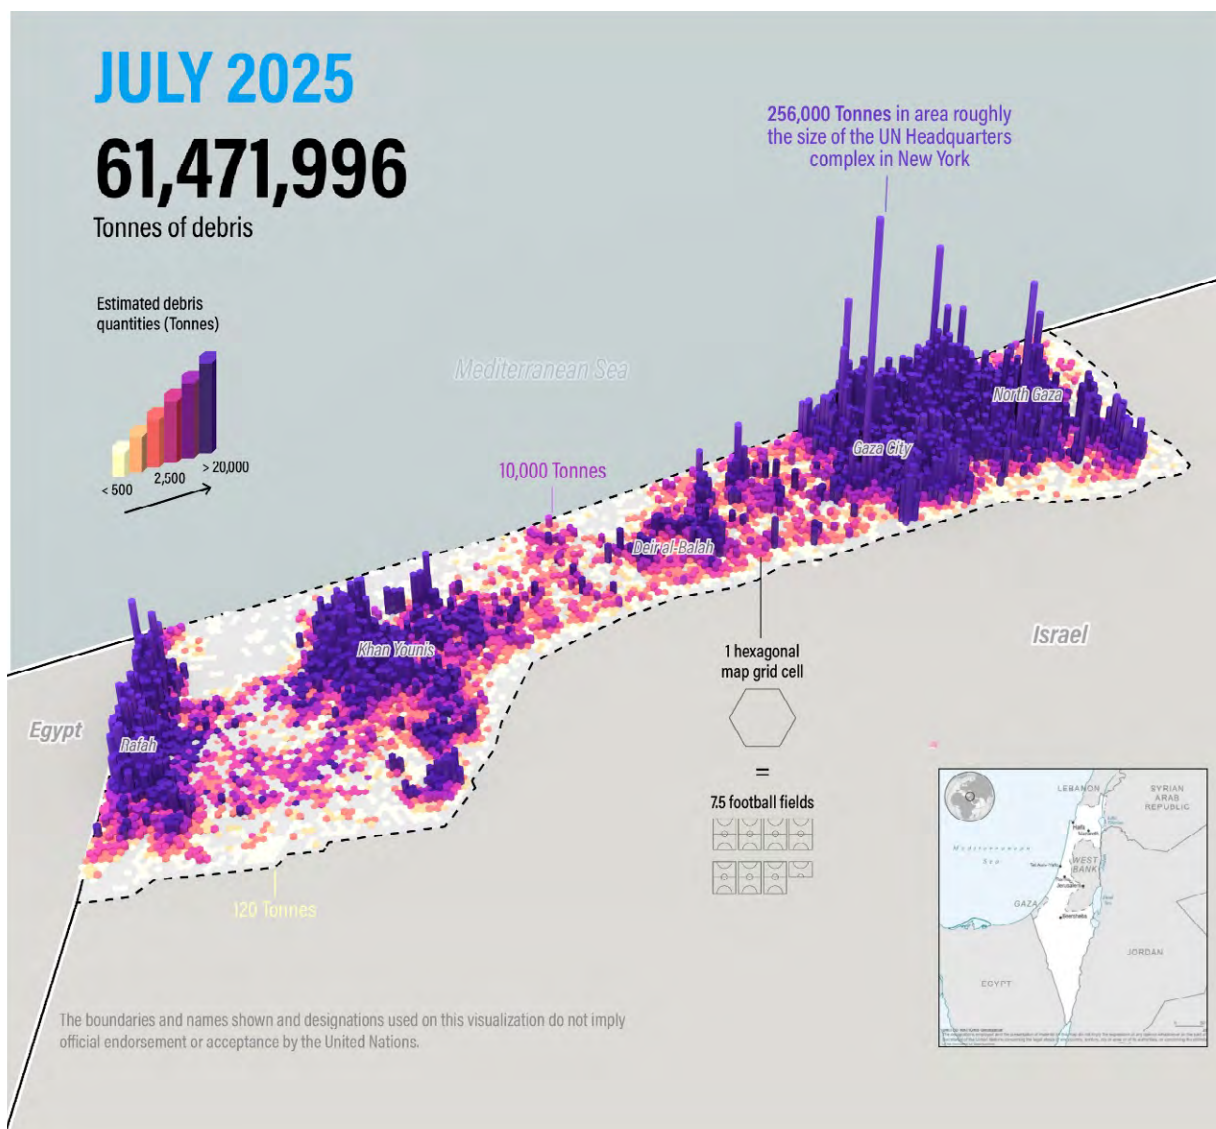 JULY 2025
61,471,996
Tonnes of debris
256,000 Tonnes in area roughly
the size of the UN Headquarters
complex in New York
Estimated debris
quantities (Tonnes)
< 500
2,500
> 20,000
Mediterranean Sea
North Gaza
Gaza City
10,000 Tonnes
Deir al-Balah
Khan Younis
Israel
1 hexagonal
map grid cell
=
7.5 football fields
Egypt
Rafah
120 Tonnes
LEBANON
SYRIAN
ARAB
REPUBLIC
Haifa
Mediterranean
Sea
WEST
BANK
Jerusalem
GAZA
Beersheba
JORDAN
EGYPT
The boundaries and names shown and designations used on this visualization do not imply
official endorsement or acceptance by the United Nations.